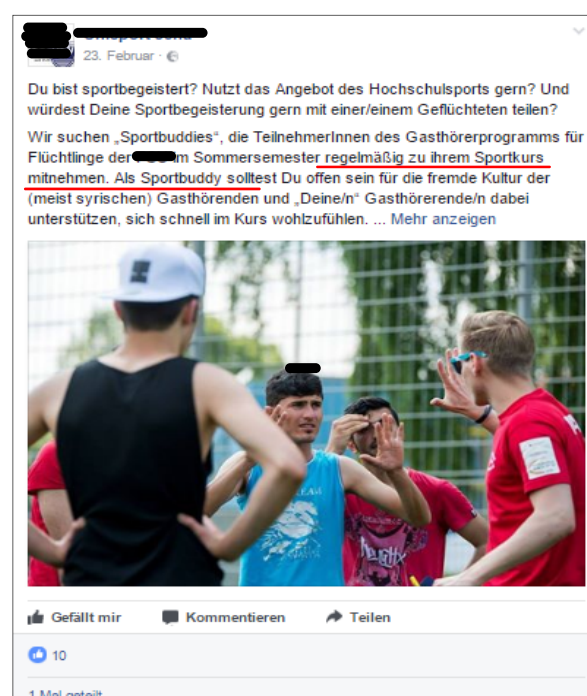 23. Februar ·
Du bist sportbegeistert? Nutzt das Angebot des Hochschulsports gern? Und
würdest Deine Sportbegeisterung gern mit einer/einem Geflüchteten teilen?
Wir suchen „Sportbuddies“, die TeilnehmerInnen des Gasthörerprogramms für
Flüchtlinge der im Sommersemester regelmäßig zu ihrem Sportkurs
mitnehmen. Als Sportbuddy solltest Du offen sein für die fremde Kultur der
(meist syrischen) Gasthörenden und „Deine/n“ Gasthörende/n dabei
unterstützen, sich schnell im Kurs wohlzufühlen. ... Mehr anzeigen
Gefällt mir Kommentieren Teilen
10
1 Mal geteilt